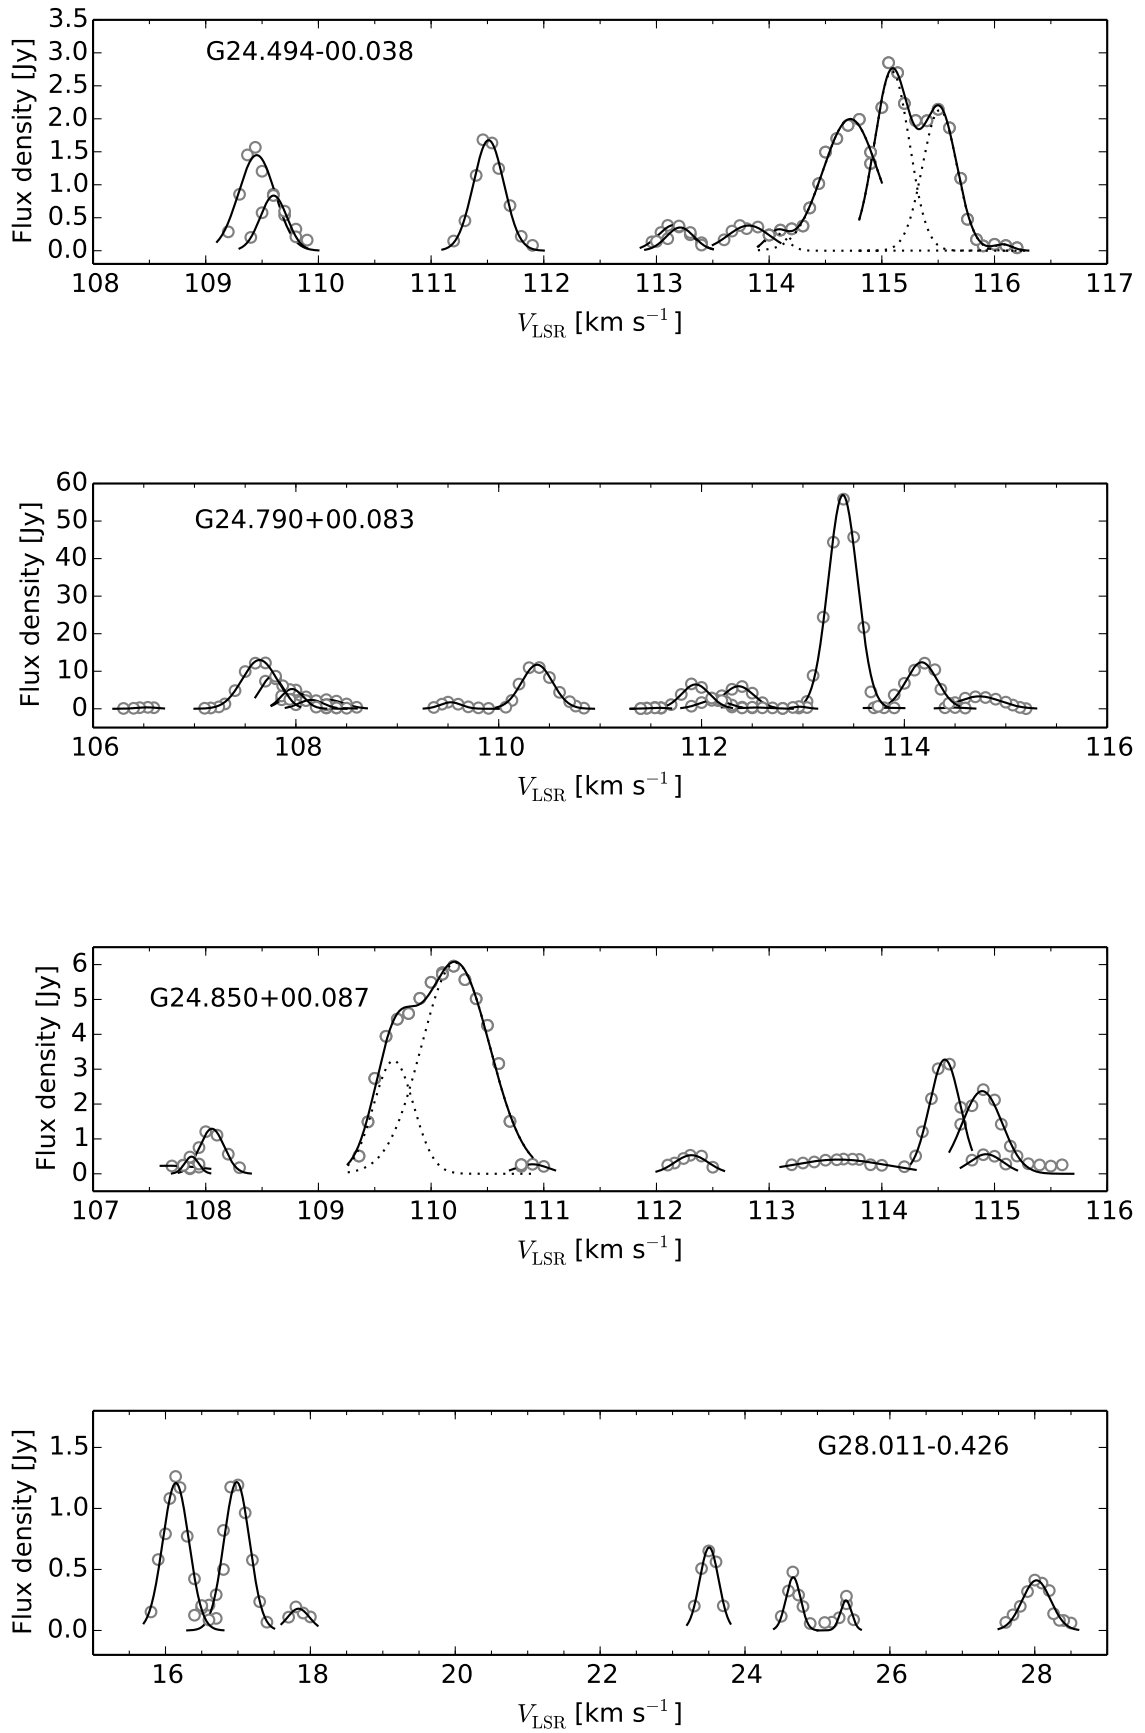 3.5
3.0
2.5
2.0
1.5
1.0
0.5
0.0
Flux density [Jy]
G24.494-00.038
108 109 110 111 112 113 114 115 116 117
V_LSR [km s⁻¹]
60
50
40
30
20
10
0
Flux density [Jy]
G24.790+00.083
106 108 110 112 114 116
V_LSR [km s⁻¹]
6
5
4
3
2
1
0
Flux density [Jy]
G24.850+00.087
107 108 109 110 111 112 113 114 115 116
V_LSR [km s⁻¹]
1.5
1.0
0.5
0.0
Flux density [Jy]
G28.011-0.426
16 18 20 22 24 26 28
V_LSR [km s⁻¹]